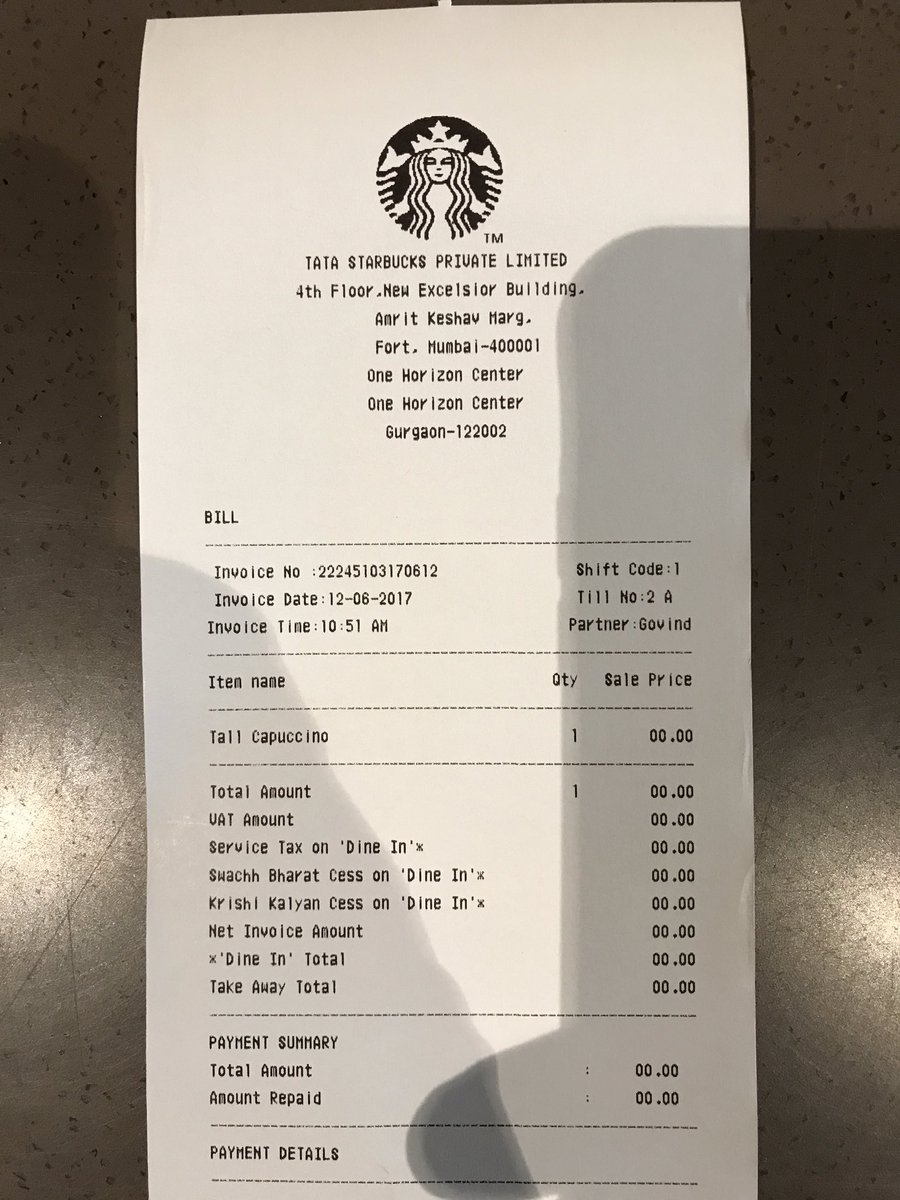 TM
TATA STARBUCKS PRIVATE LIMITED
4th Floor,New Excelsior Building,
Amrit Keshav Marg,
Fort, Mumbai-400001
One Horizon Center
One Horizon Center
Gurgaon-122002
BILL
Invoice No :22245103170612 Shift Code:1
Invoice Date:12-06-2017 Till No:2 A
Invoice Time:10:51 AM Partner:Govind
Item name Qty Sale Price
Tall Capuccino 1 00.00
Total Amount 1 00.00
VAT Amount 00.00
Service Tax on 'Dine In'* 00.00
Swachh Bharat Cess on 'Dine In'* 00.00
Krishi Kalyan Cess on 'Dine In'* 00.00
Net Invoice Amount 00.00
*'Dine In' Total 00.00
Take Away Total 00.00
PAYMENT SUMMARY
Total Amount : 00.00
Amount Repaid : 00.00
PAYMENT DETAILS